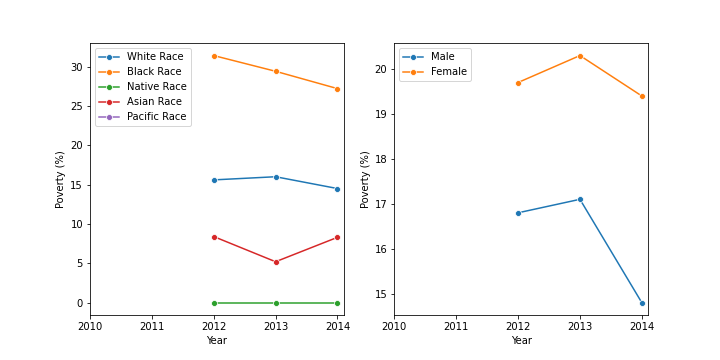 White Race
Black Race
Native Race
Asian Race
Pacific Race
30
25
20
15
10
5
0
Poverty (%)
2010 2011 2012 2013 2014
Year
Male
Female
20
19
18
17
16
15
Poverty (%)
2010 2011 2012 2013 2014
Year